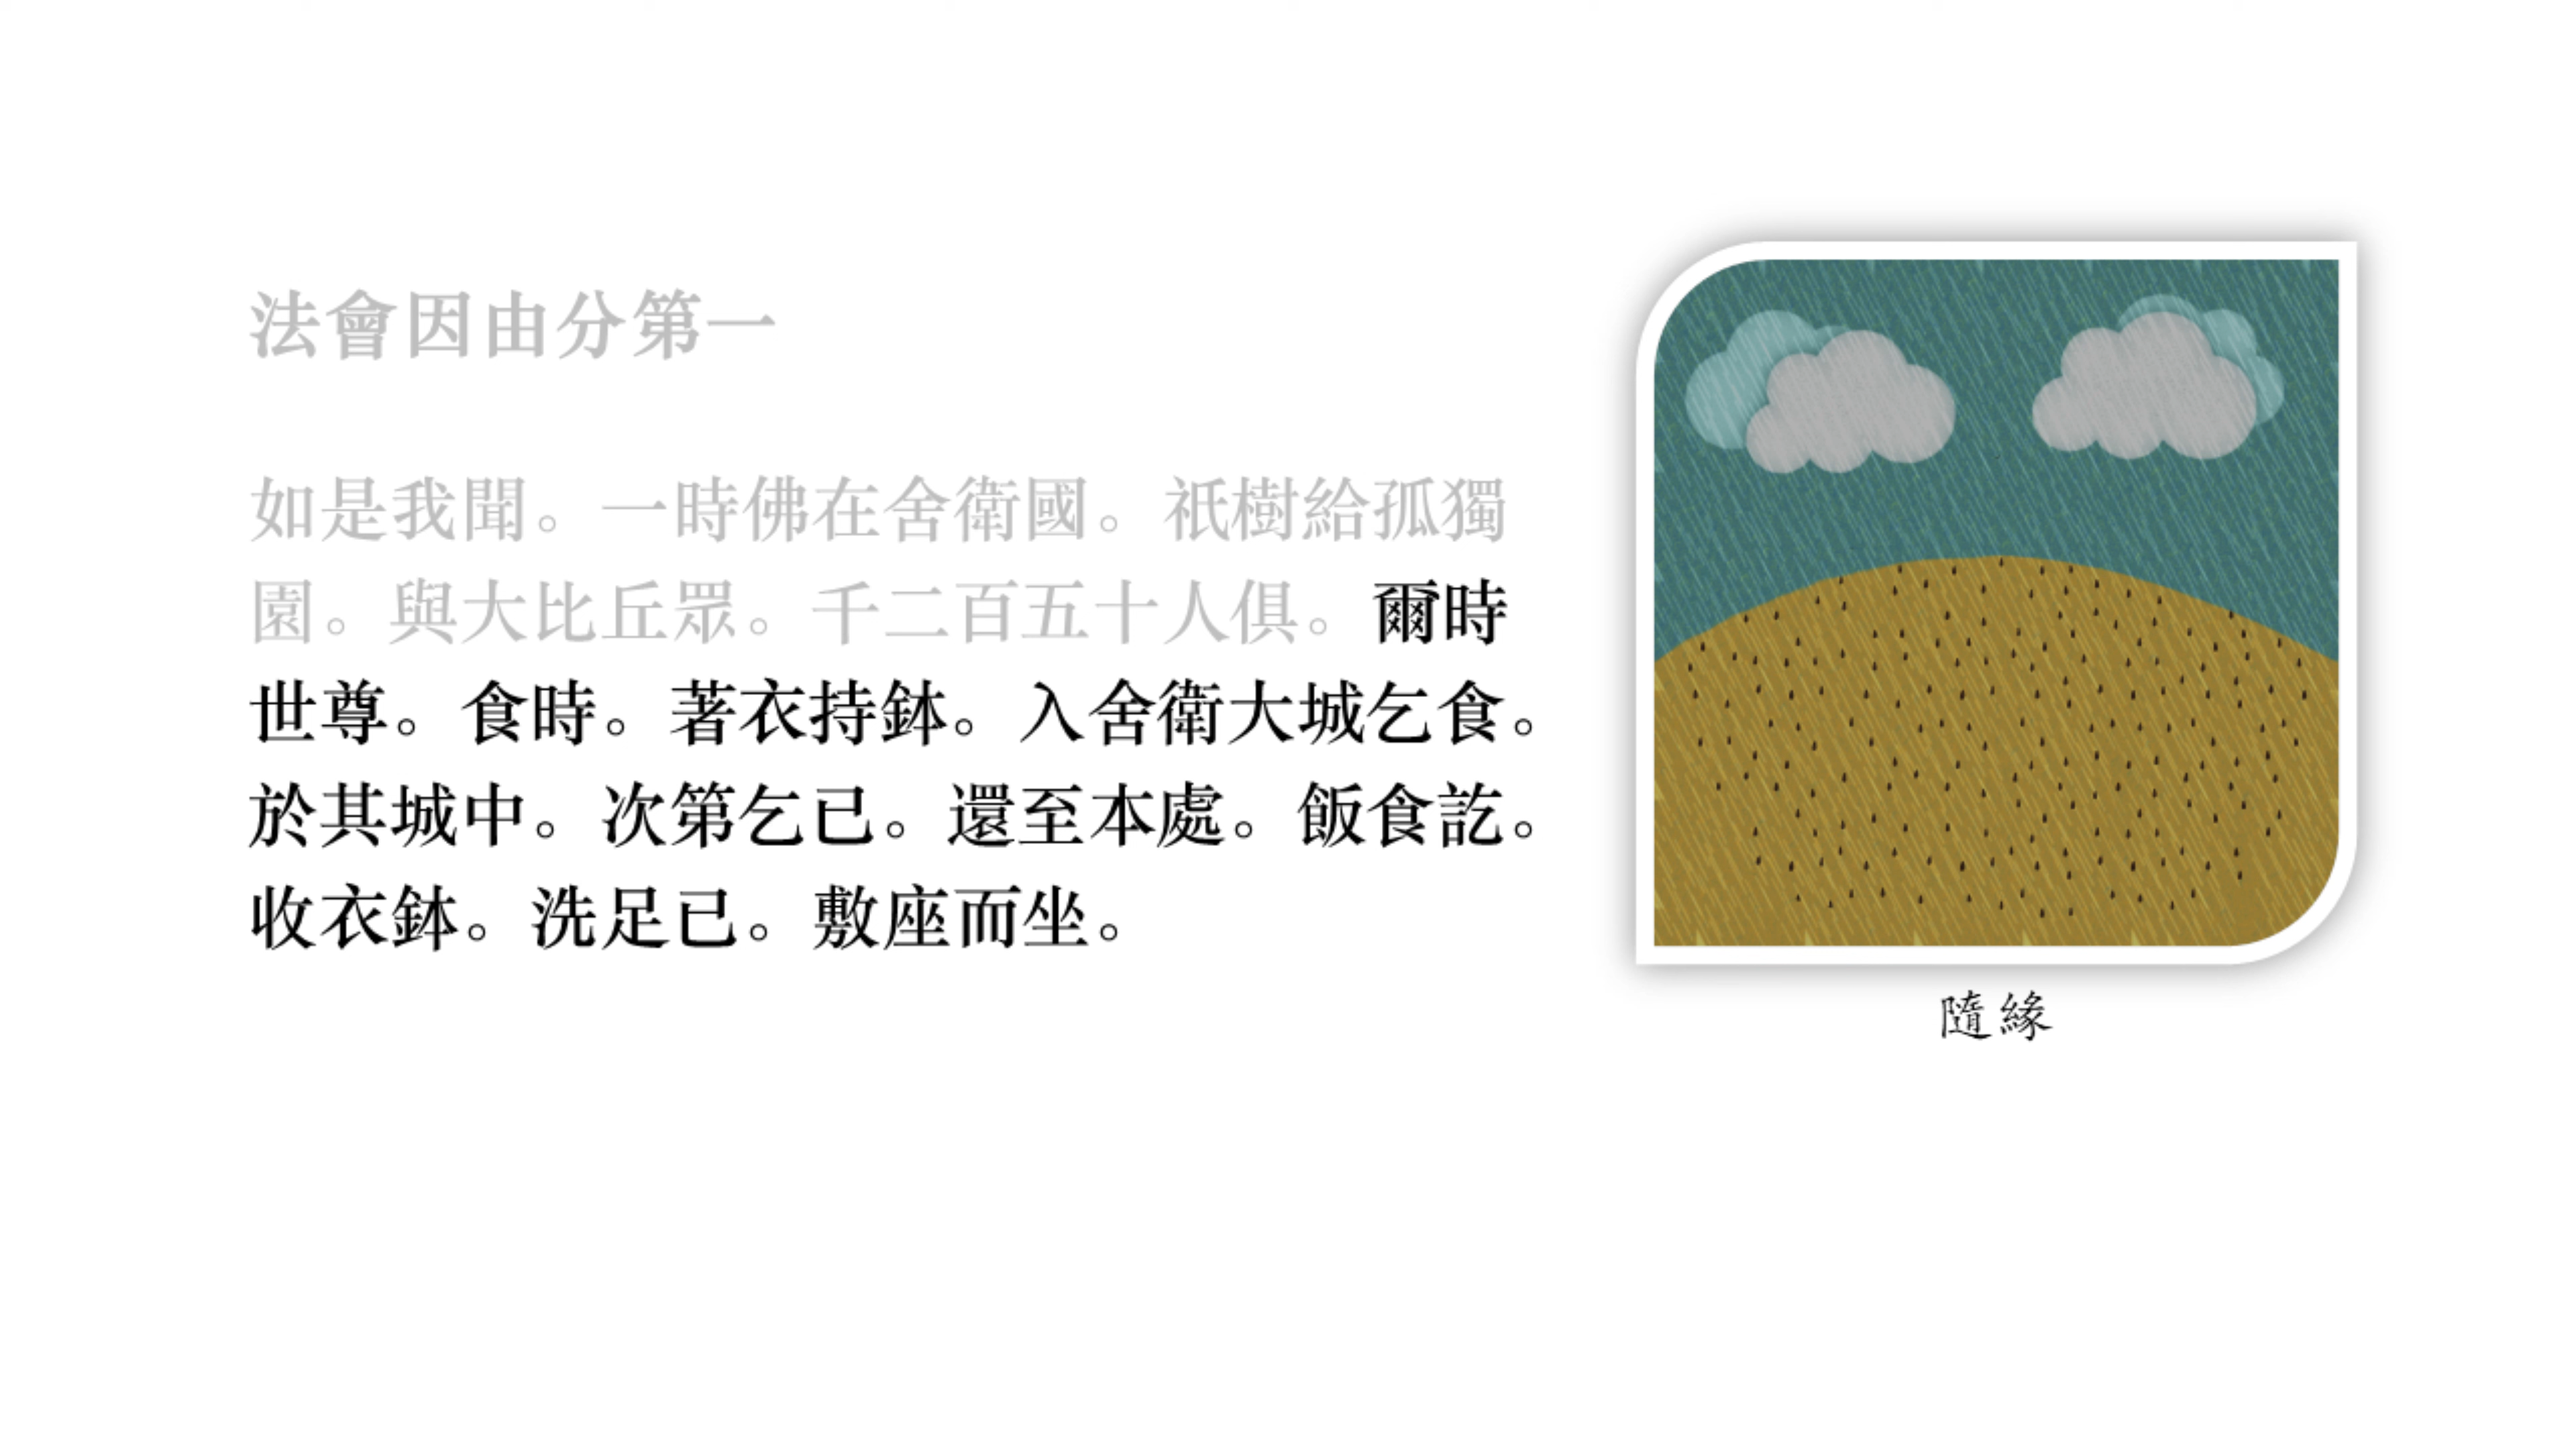 法會因由分第一
如是我聞。一時佛在舍衛國。祇樹給孤獨
園。與大比丘眾。千二百五十人俱。爾時
世尊。食時。著衣持鉢。入舍衛大城乞食。
於其城中。次第乞已。還至本處。飯食訖。
收衣鉢。洗足已。敷座而坐。
隨緣